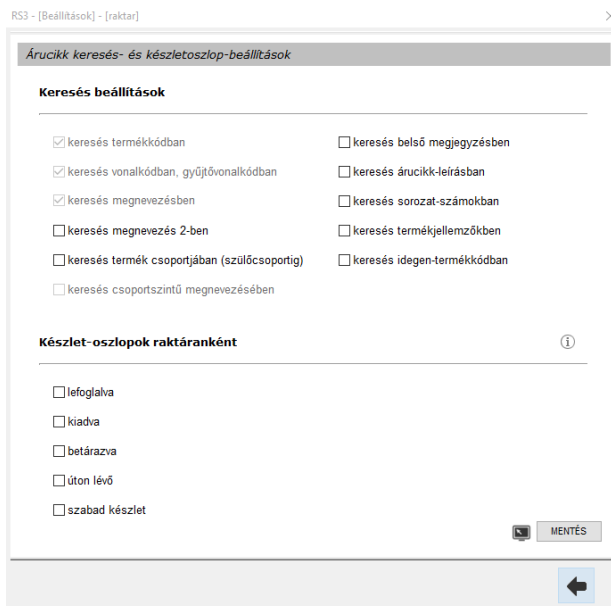 RS3 - [Beállítások] - [raktar]
Árucikk keresés- és készletoszlop-beállítások
Keresés beállítások
keresés termékkódban
keresés vonalkódban, gyűjtővonalkódban
keresés megnevezésben
keresés megnevezés 2-ben
keresés termék csoportjában (szülőcsoportig)
keresés csoportszintű megnevezésében
keresés belső megjegyzésben
keresés árucikk-leírásban
keresés sorozat-számokban
keresés termékjellemzőkben
keresés idegen-termékkódban
Készlet-oszlopok raktáranként
lefoglalva
kiadva
betárazva
úton lévő
szabad készlet
MENTÉS